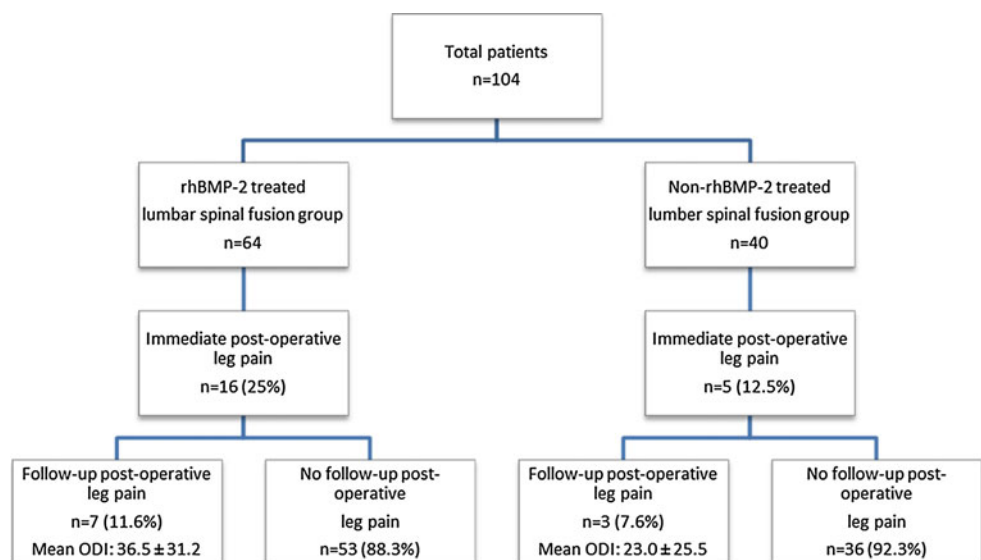 Total patients
n=104
rhBMP-2 treated
lumbar spinal fusion group
n=64
Non-rhBMP-2 treated
lumber spinal fusion group
n=40
Immediate post-operative
leg pain
n=16 (25%)
Immediate post-operative
leg pain
n=5 (12.5%)
Follow-up post-operative
leg pain
n=7 (11.6%)
Mean ODI: 36.5 ± 31.2
No follow-up post-
operative
leg pain
n=53 (88.3%)
Follow-up post-operative
leg pain
n=3 (7.6%)
Mean ODI: 23.0 ± 25.5
No follow-up post-
operative
leg pain
n=36 (92.3%)